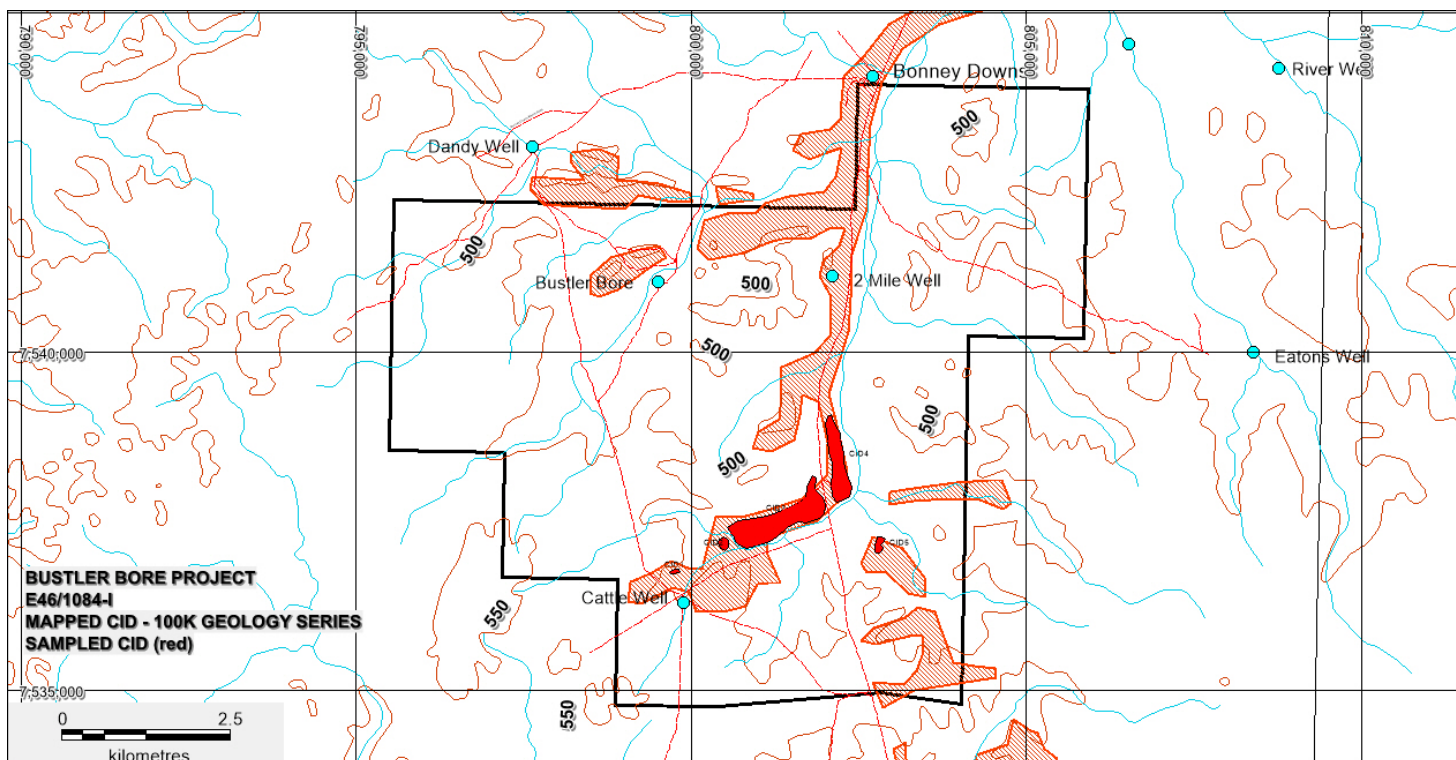 790,000
795,000
800,000
805,000
810,000
Bonney Downs
River We
500
Dandy Well
500
Bustler Bore
500
2 Mile Well
500
7,540,000
Eatons Well
500
CID4
500
CID5
Cattle Well
BUSTLER BORE PROJECT
E46/1084-I
MAPPED CID - 100K GEOLOGY SERIES
SAMPLED CID (red)
550
7,535,000
550
0 2.5
kilometres